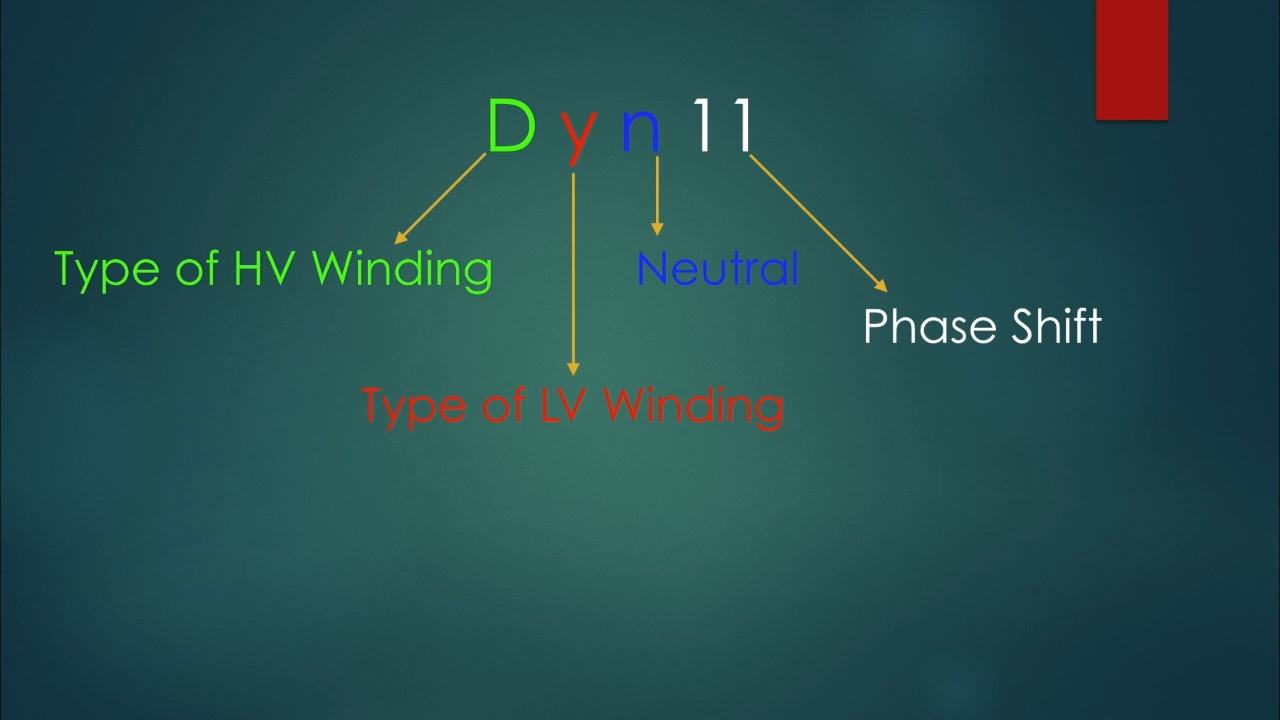 D y n 11
Type of HV Winding
Neutral
Phase Shift
Type of LV Winding